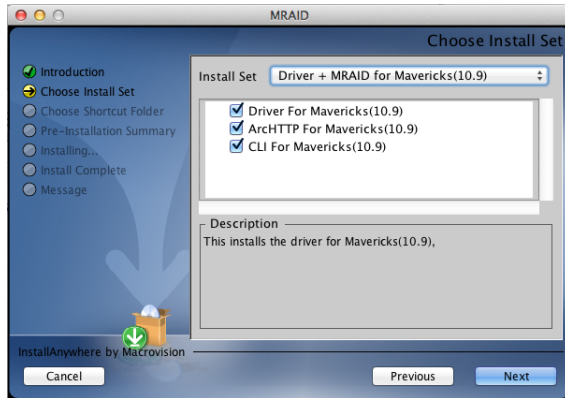 MRAID
Choose Install Set
Introduction
Choose Install Set
Choose Shortcut Folder
Pre-Installation Summary
Installing...
Install Complete
Message
Install Set
Driver + MRAID for Mavericks(10.9)
Driver For Mavericks(10.9)
ArcHTTP For Mavericks(10.9)
CLI For Mavericks(10.9)
Description
This installs the driver for Mavericks(10.9),
InstallAnywhere by Macrovision
Cancel
Previous
Next